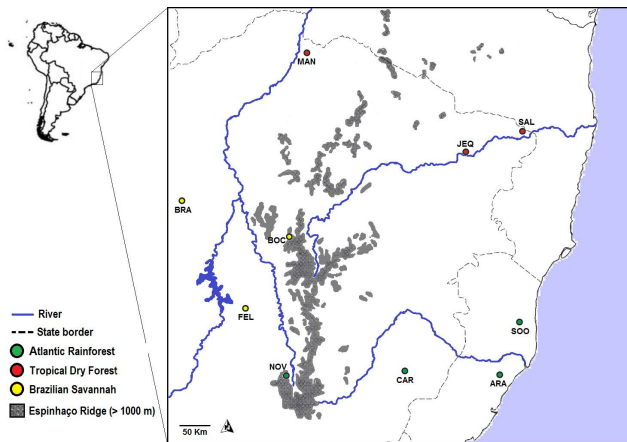 MAN
SAL
JEQ
BRA
BOC
FEL
SOO
NOV
CAR
ARA
50 Km
River
State border
Atlantic Rainforest
Tropical Dry Forest
Brazilian Savannah
Espinhaço Ridge (> 1000 m)